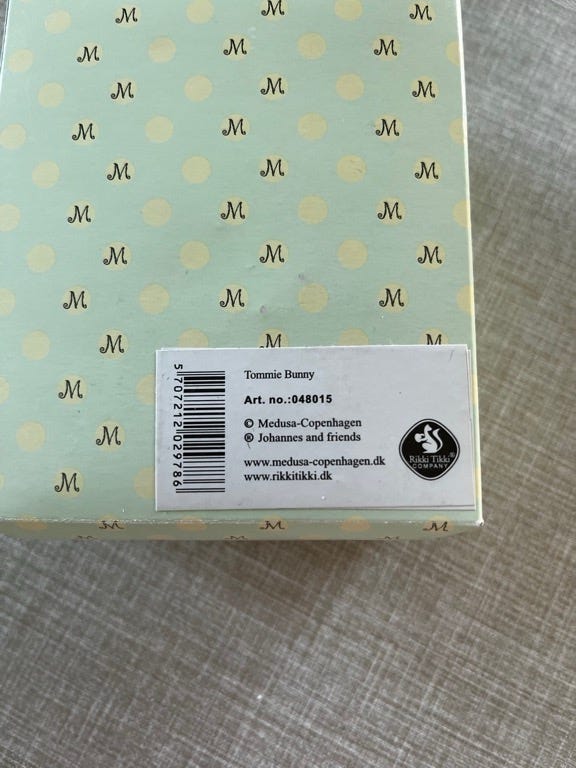 M M M
M M M
M M
M M M
M M
M M M
M M
M M M
M M
M M
M
M
M
M M M
Tommie Bunny
Art. no.:048015
© Medusa-Copenhagen
® Johannes and friends
www.medusa-copenhagen.dk
www.rikkitikki.dk
5707212029786
Rikki Tikki®
COMPANY